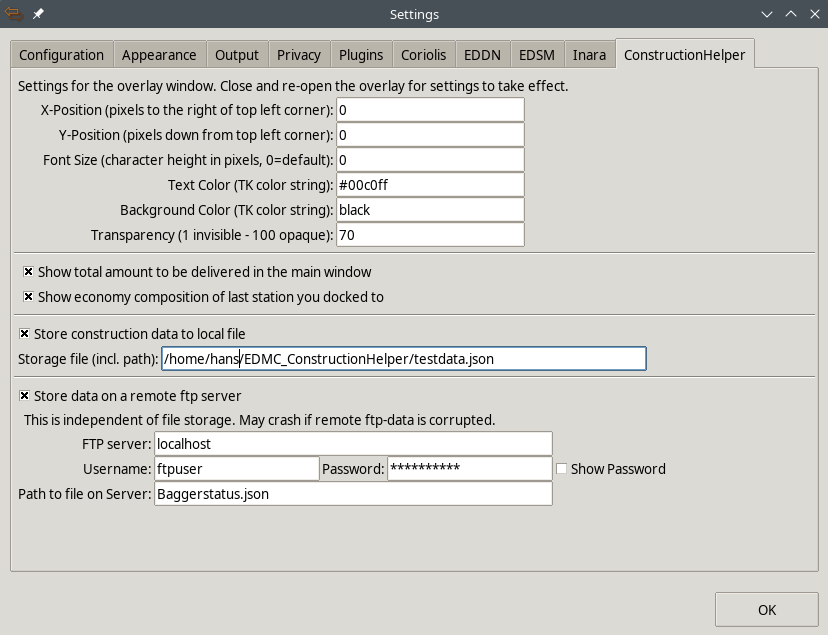 Settings
Configuration Appearance Output Privacy Plugins Coriolis EDDN EDSM Inara ConstructionHelper
Settings for the overlay window. Close and re-open the overlay for settings to take effect.
X-Position (pixels to the right of top left corner): 0
Y-Position (pixels down from top left corner): 0
Font Size (character height in pixels, 0=default): 0
Text Color (TK color string): #00c0ff
Background Color (TK color string): black
Transparency (1 invisible - 100 opaque): 70
Show total amount to be delivered in the main window
Show economy composition of last station you docked to
Store construction data to local file
Storage file (incl. path): /home/hans/EDMC_ConstructionHelper/testdata.json
Store data on a remote ftp server
This is independent of file storage. May crash if remote ftp-data is corrupted.
FTP server: localhost
Username: ftpuser Password: ********** Show Password
Path to file on Server: Baggerstatus.json
OK